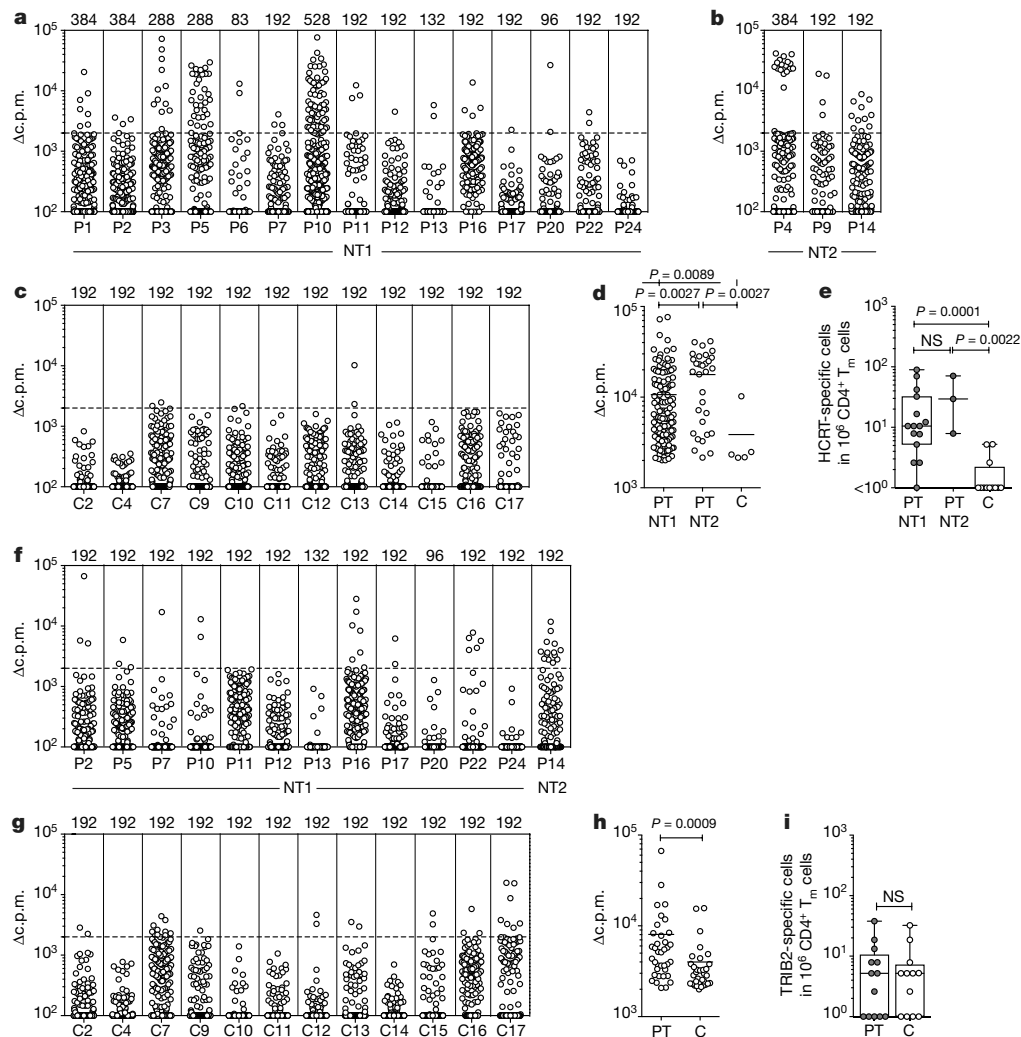 a
384 384 288 288 83 192 528 192 192 132 192 192 96 192 192
10⁵
10⁴
10³
10²
Δc.p.m.
P1 P2 P3 P5 P6 P7 P10 P11 P12 P13 P16 P17 P20 P22 P24
NT1
b
384 192 192
10⁵
10⁴
10³
10²
Δc.p.m.
P4 P9 P14
NT2
c
192 192 192 192 192 192 192 192 192 192 192 192
10⁵
10⁴
10³
10²
Δc.p.m.
C2 C4 C7 C9 C10 C11 C12 C13 C14 C15 C16 C17
d
P = 0.0089
P = 0.0027 P = 0.0027
10⁵
10⁴
10³
Δc.p.m.
PT PT C
NT1 NT2
e
P = 0.0001
NS P = 0.0022
10³
10²
10¹
<10⁰
HCRT-specific cells
in 10⁶ CD4⁺ Tₘ cells
PT PT C
NT1 NT2
f
192 192 192 192 192 192 132 192 192 96 192 192 192
10⁵
10⁴
10³
10²
Δc.p.m.
P2 P5 P7 P10 P11 P12 P13 P16 P17 P20 P22 P24 P14
NT1 NT2
g
192 192 192 192 192 192 192 192 192 192 192 192
10⁵
10⁴
10³
10²
Δc.p.m.
C2 C4 C7 C9 C10 C11 C12 C13 C14 C15 C16 C17
h
P = 0.0009
10⁵
10⁴
10³
Δc.p.m.
PT C
i
NS
10³
10²
10¹
<10⁰
TRIB2-specific cells
in 10⁶ CD4⁺ Tₘ cells
PT C